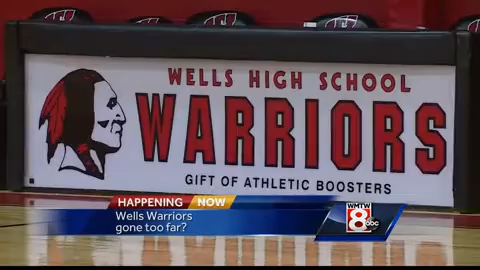 WELLS HIGH SCHOOL
WARRIORS
GIFT OF ATHLETIC BOOSTERS
HAPPENING NOW
Wells Warriors
gone too far?
WMTW
8 abc